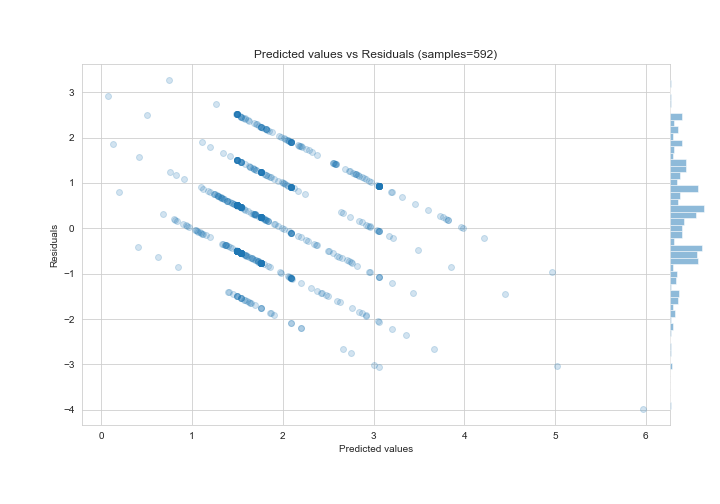 Predicted values vs Residuals (samples=592)
3
2
1
0
−1
−2
−3
−4
Residuals
0 1 2 3 4 5 6
Predicted values